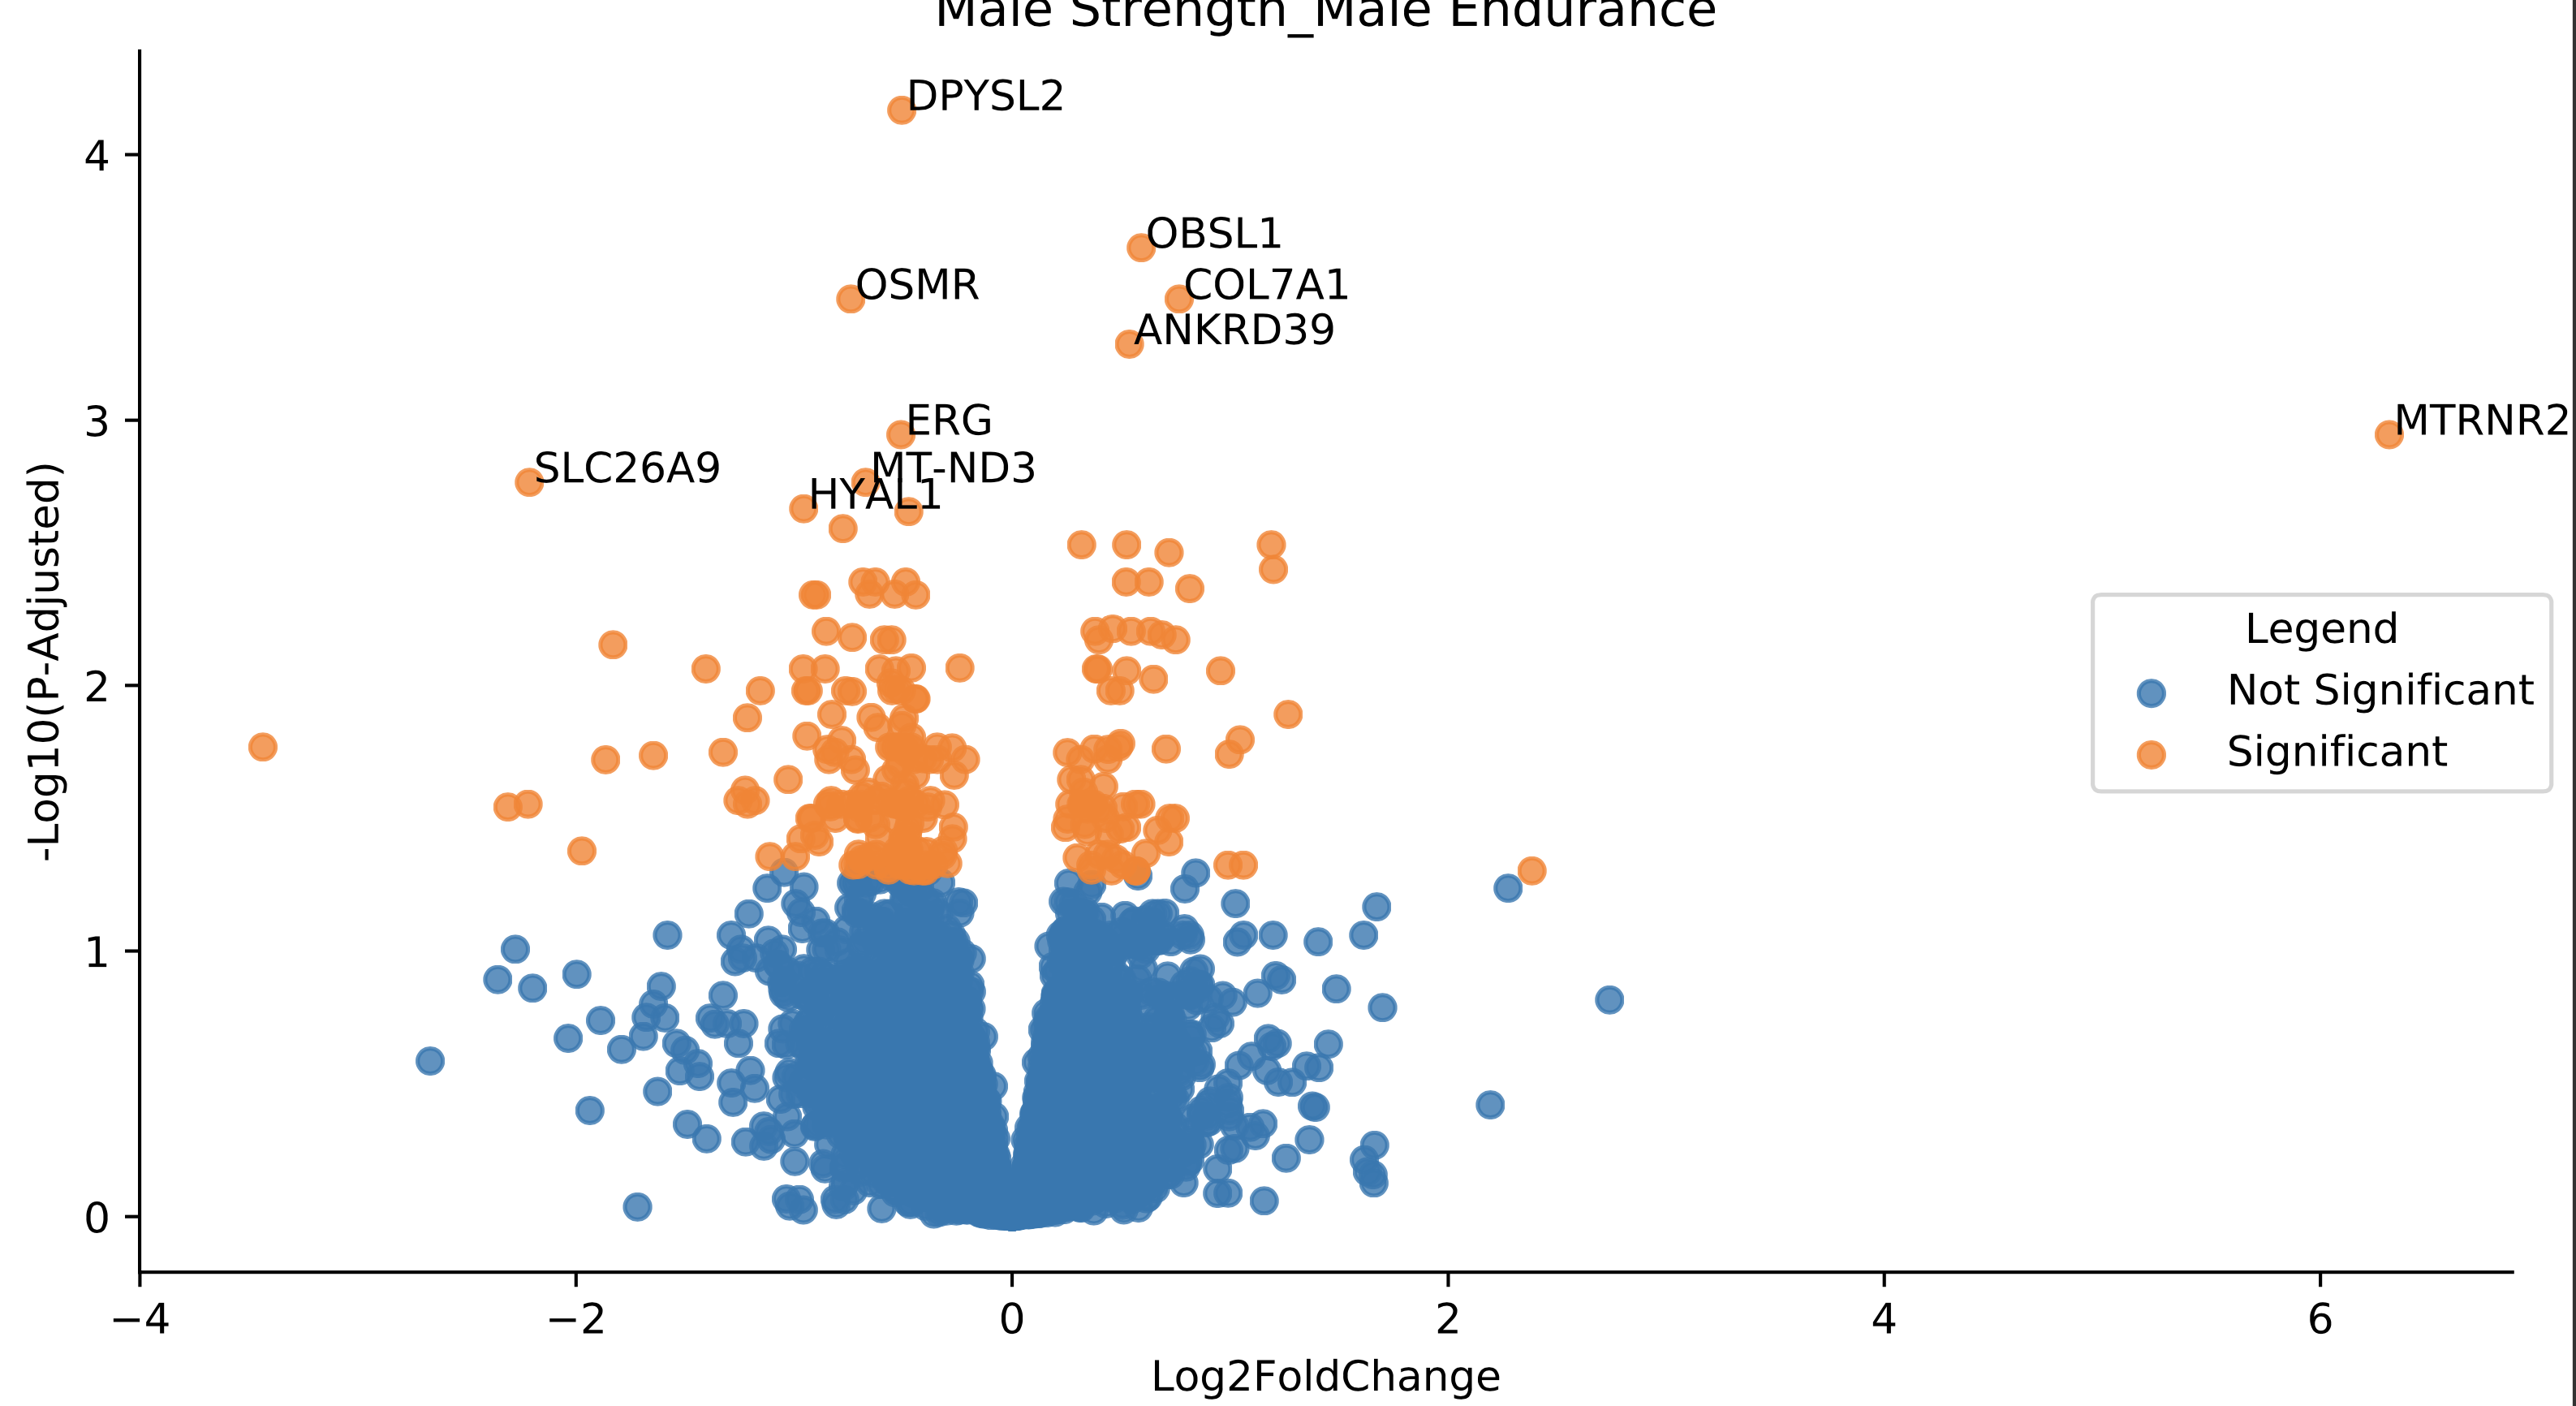 Male Strength_Male Endurance
DPYSL2
OBSL1
OSMR
COL7A1
ANKRD39
ERG
MTRNR2
SLC26A9
MT-ND3
HYAL1
-Log10(P-Adjusted)
4
3
2
1
0
Legend
Not Significant
Significant
−4
−2
0
2
4
6
Log2FoldChange